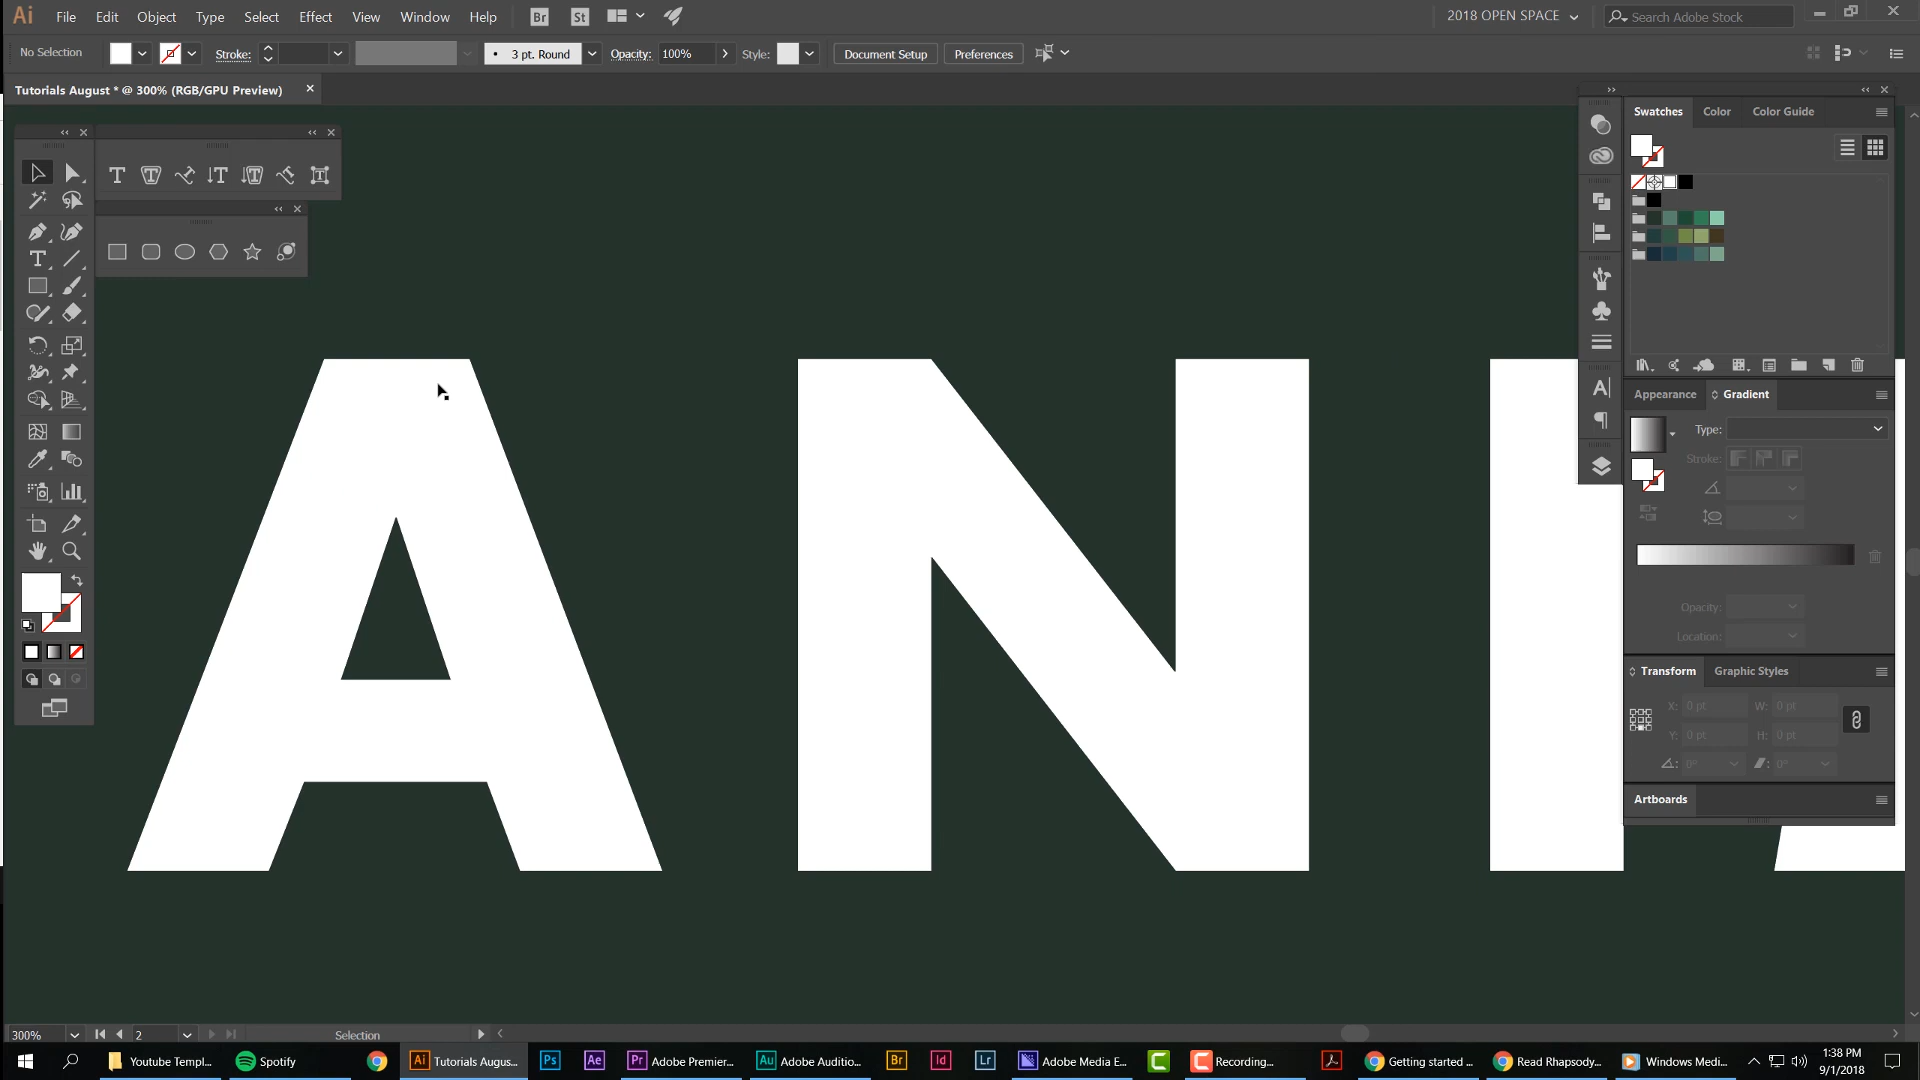 Ai File Edit Object Type Select Effect View Window Help Br St 2018 OPEN SPACE Search Adobe Stock
No Selection Stroke: 3 pt. Round Opacity: 100% Style: Document Setup Preferences
Tutorials August * @ 300% (RGB/GPU Preview)
Swatches Color Color Guide
Appearance Gradient
Type:
Stroke:
Opacity:
Location:
Transform Graphic Styles
X: 0 pt W: 0 pt
Y: 0 pt H: 0 pt
0° 0°
Artboards
AN
300% 2 Selection
Youtube Templ... Spotify Ai Tutorials Augus... Ps Ae Pr Adobe Premier... Au Adobe Auditio... Br Id Lr Adobe Media E... Recording... Getting started ... Read Rhapsody... Windows Medi... 1:38 PM
9/1/2018